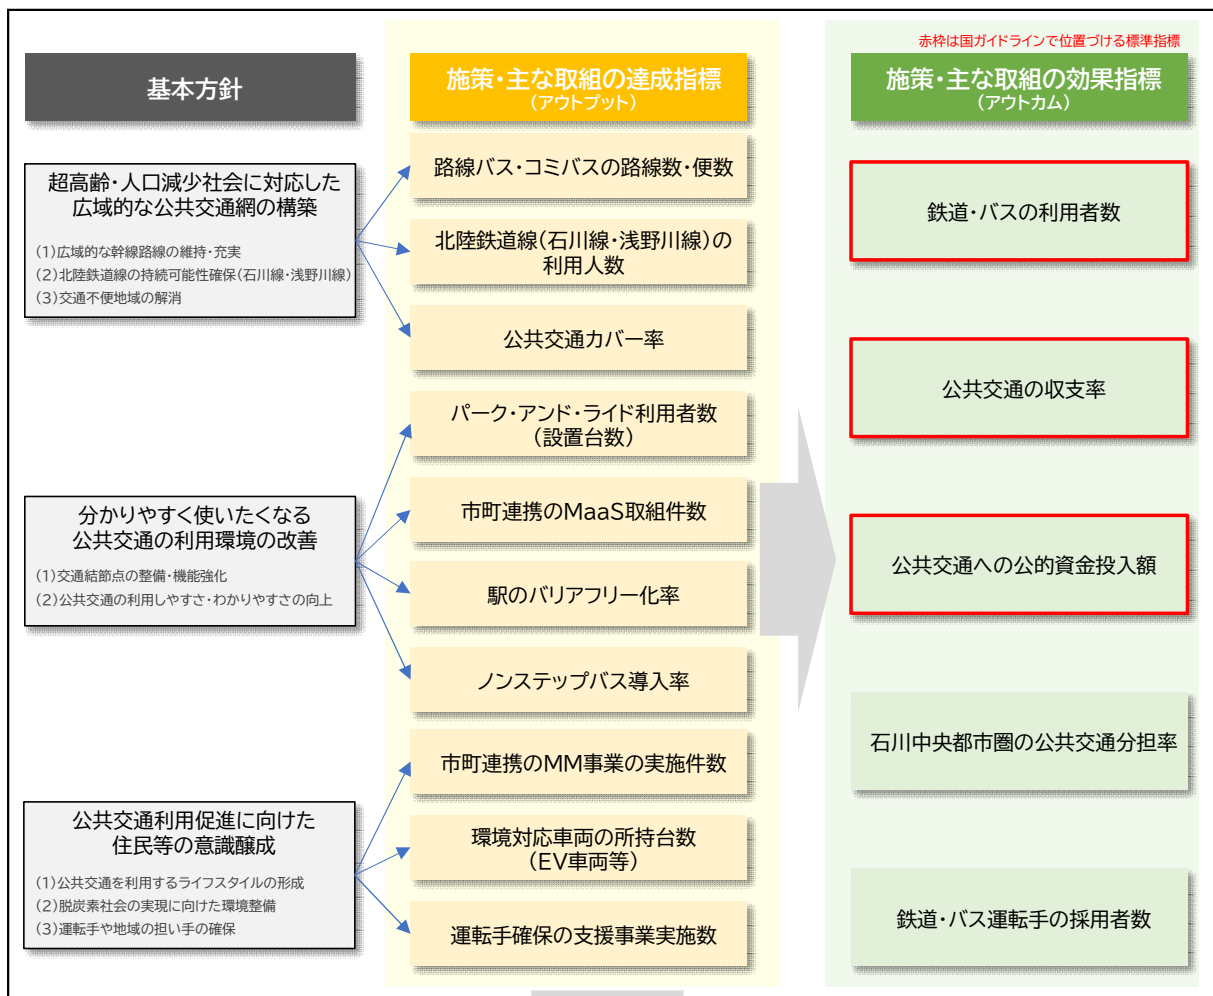 赤枠は国ガイドラインで位置づける標準指標
基本方針
施策・主な取組の達成指標
(アウトプット)
施策・主な取組の効果指標
(アウトカム)
超高齢・人口減少社会に対応した
広域的な公共交通網の構築
(1)広域的な幹線路線の維持・充実
(2)北陸鉄道線の持続可能性確保(石川線・浅野川線)
(3)交通不便地域の解消
分かりやすく使いたくなる
公共交通の利用環境の改善
(1)交通結節点の整備・機能強化
(2)公共交通の利用しやすさ・わかりやすさの向上
公共交通利用促進に向けた
住民等の意識醸成
(1)公共交通を利用するライフスタイルの形成
(2)脱炭素社会の実現に向けた環境整備
(3)運転手や地域の担い手の確保
路線バス・コミバスの路線数・便数
北陸鉄道線(石川線・浅野川線)の
利用人数
公共交通カバー率
パーク・アンド・ライド利用者数
(設置台数)
市町連携のMaaS取組件数
駅のバリアフリー化率
ノンステップバス導入率
市町連携のMM事業の実施件数
環境対応車両の所持台数
(EV車両等)
運転手確保の支援事業実施数
鉄道・バスの利用者数
公共交通の収支率
公共交通への公的資金投入額
石川中央都市圏の公共交通分担率
鉄道・バス運転手の採用者数